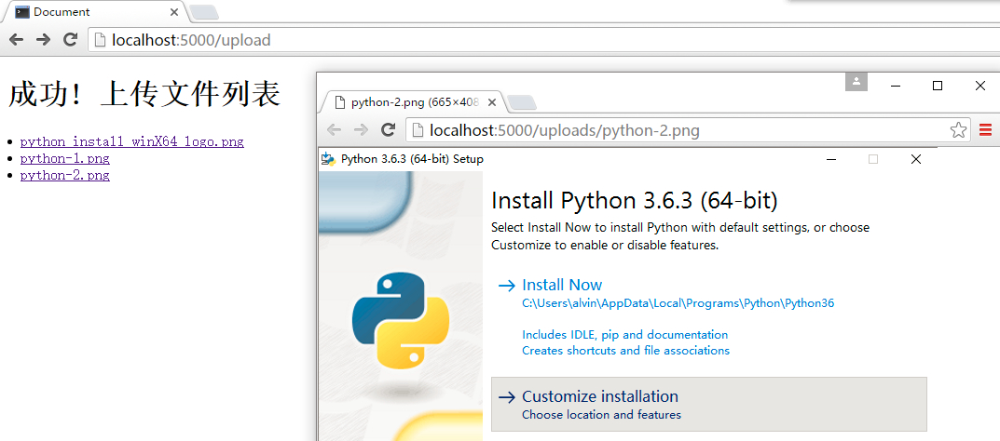 Document
localhost:5000/upload
成功！上传文件列表
python_install_winX64_logo.png
python-1.png
python-2.png
python-2.png (665×408
localhost:5000/uploads/python-2.png
Python 3.6.3 (64-bit) Setup
Install Python 3.6.3 (64-bit)
Select Install Now to install Python with default settings, or choose
Customize to enable or disable features.
Install Now
C:\Users\alvin\AppData\Local\Programs\Python\Python36
Includes IDLE, pip and documentation
Creates shortcuts and file associations
Customize installation
Choose location and features